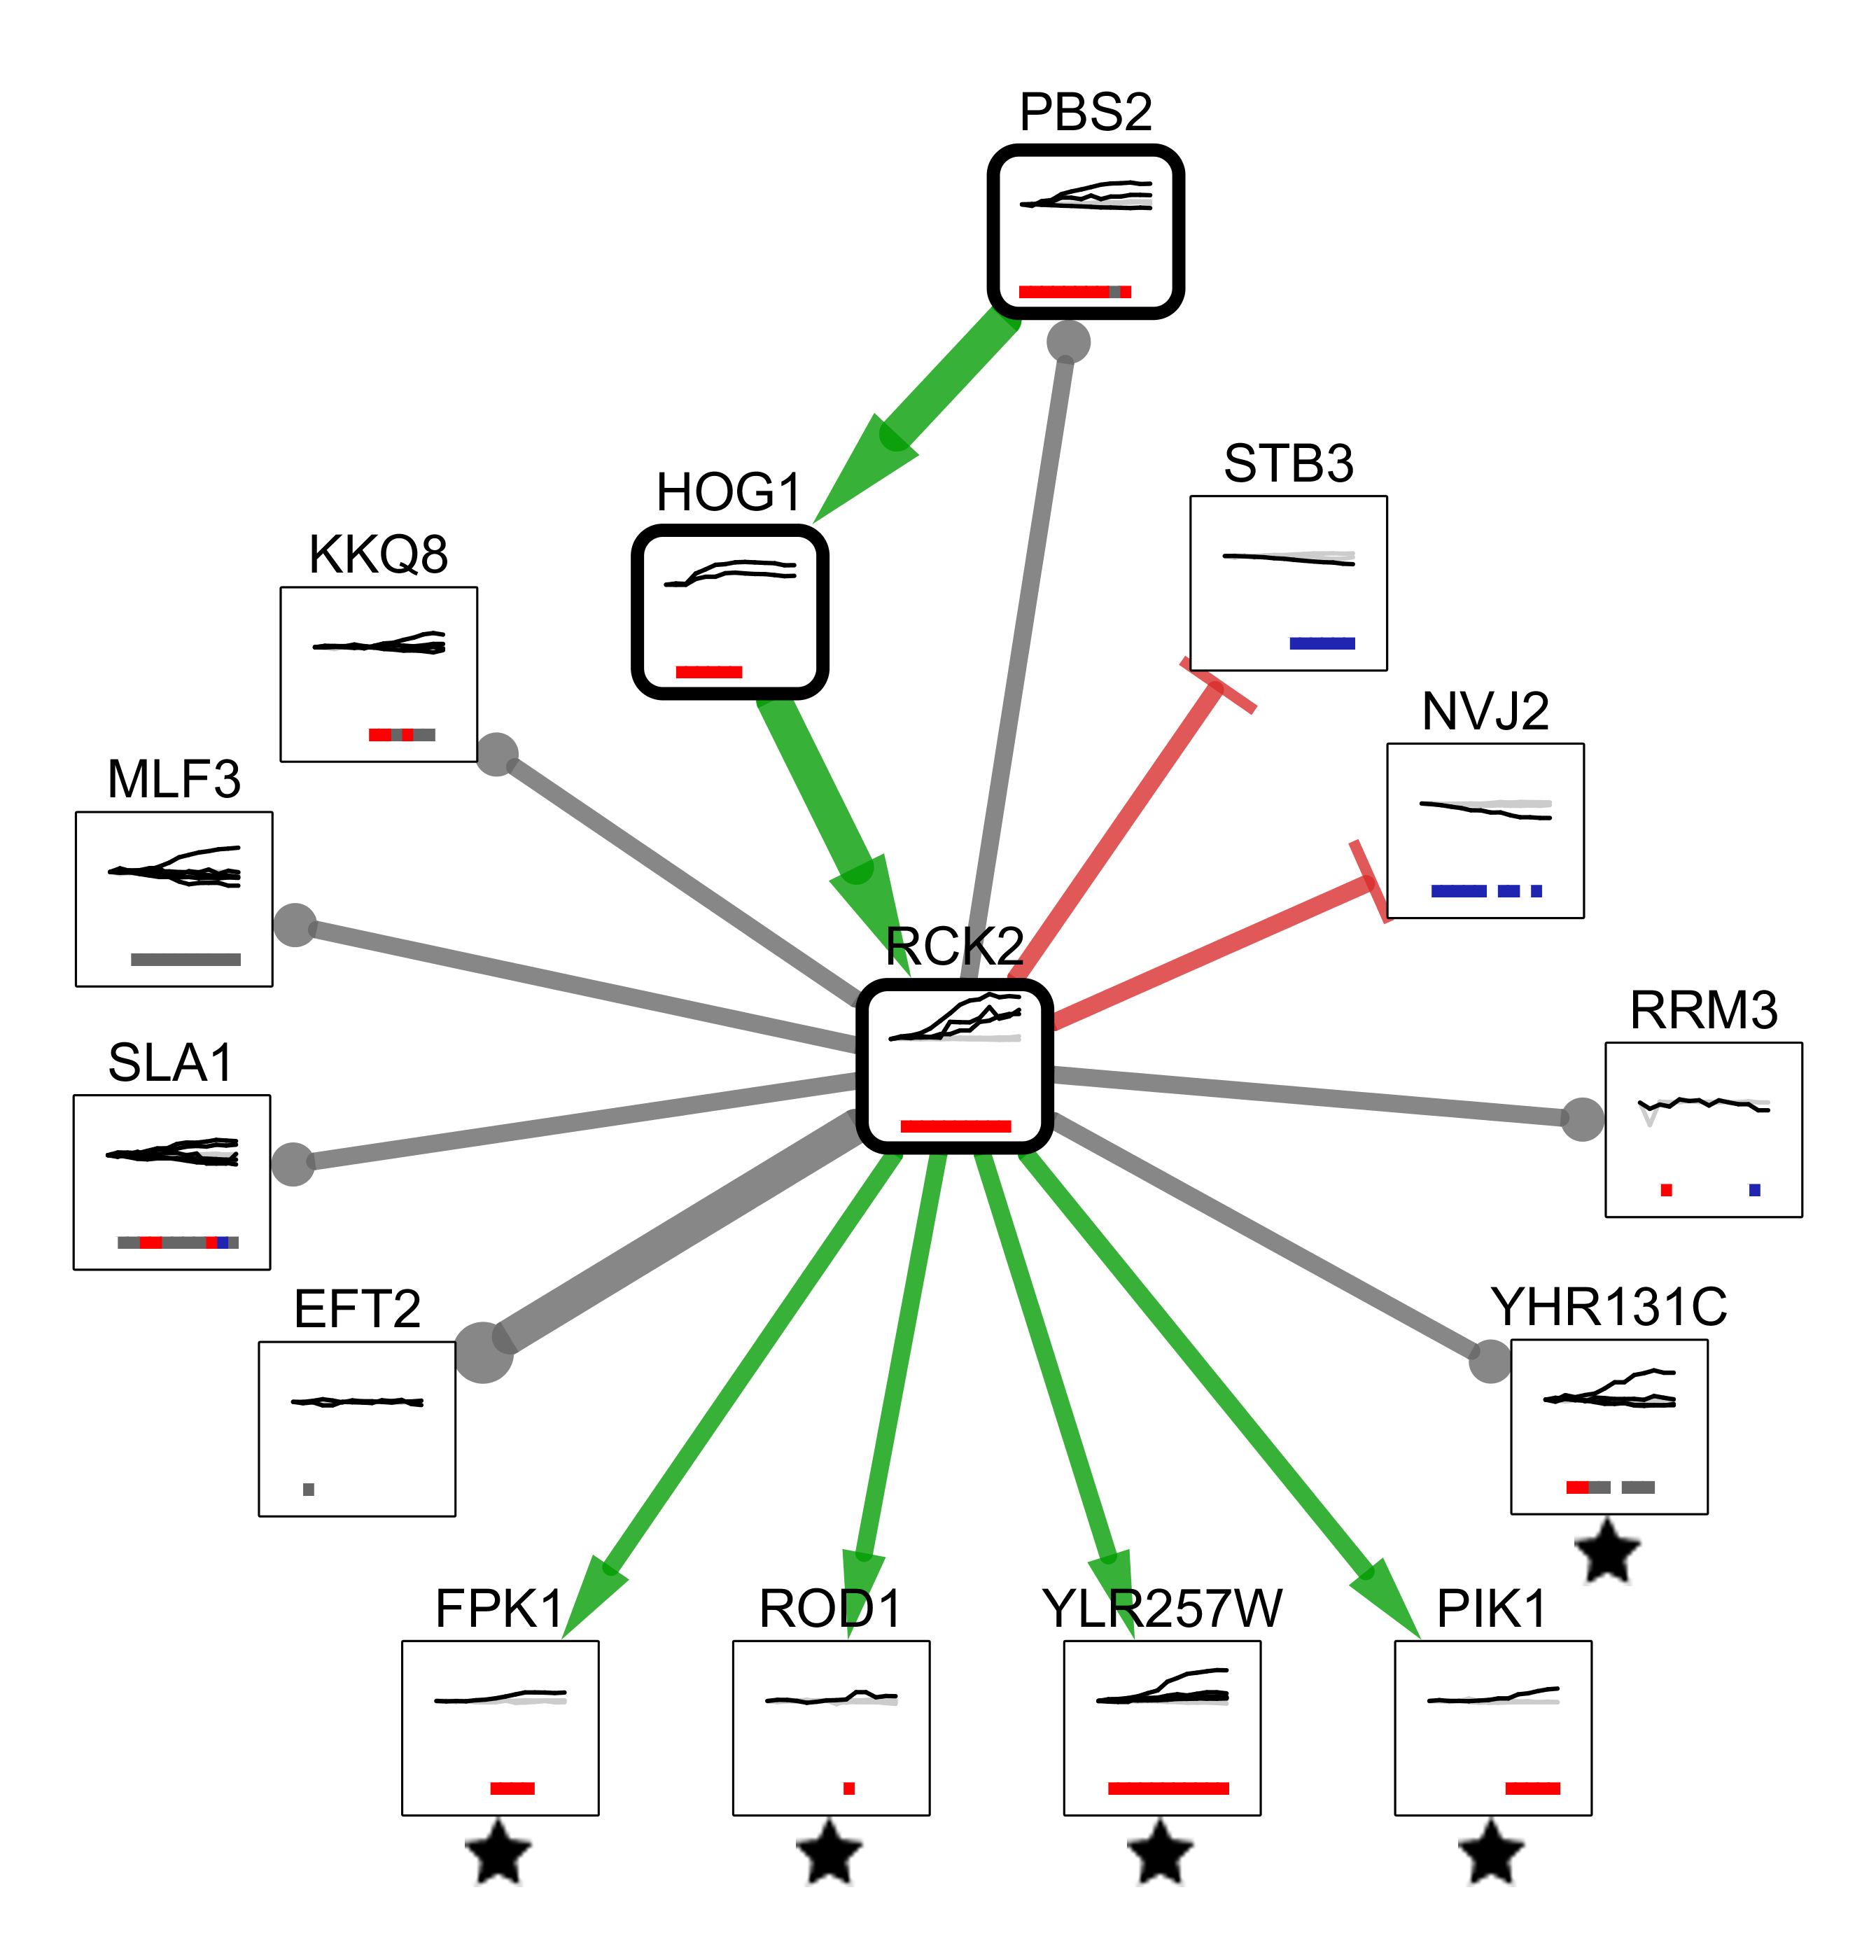 PBS2
STB3
HOG1
KKQ8
NVJ2
MLF3
RCK2
RRM3
SLA1
EFT2
YHR131C
FPK1
ROD1
YLR257W
PIK1